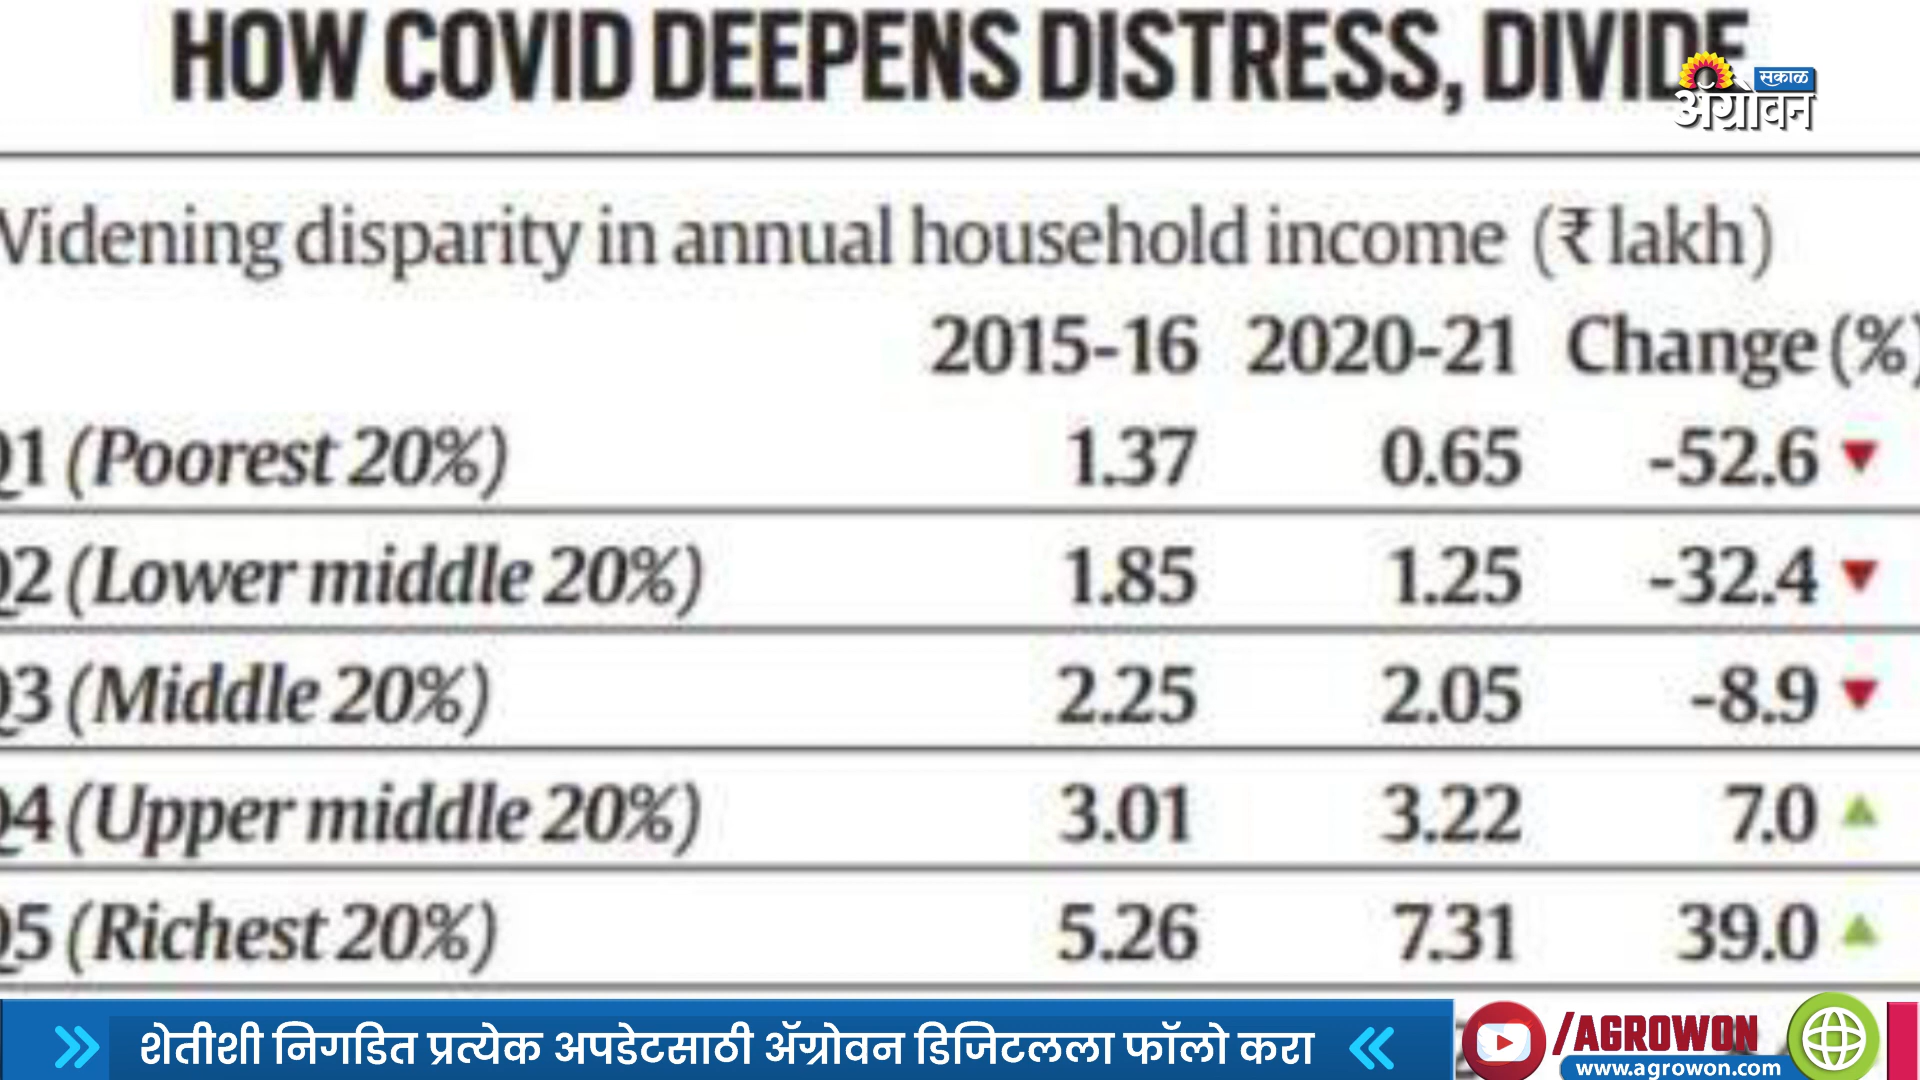 HOW COVID DEEPENS DISTRESS, DIVIDE
सकाळ
ॲग्रोवन
Widening disparity in annual household income (₹ lakh)
2015-16 2020-21 Change (%)
Q1 (Poorest 20%) 1.37 0.65 -52.6
Q2 (Lower middle 20%) 1.85 1.25 -32.4
Q3 (Middle 20%) 2.25 2.05 -8.9
Q4 (Upper middle 20%) 3.01 3.22 7.0
Q5 (Richest 20%) 5.26 7.31 39.0
शेतीशी निगडित प्रत्येक अपडेटसाठी ॲग्रोवन डिजिटलला फॉलो करा
/AGROWON
www.agrowon.com